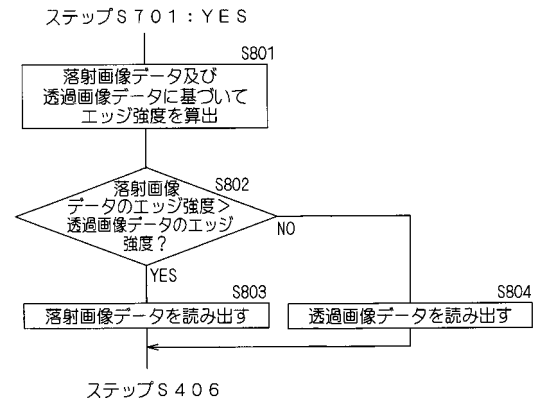 ステップＳ７０１：ＹＥＳ
S801
落射画像データ及び
透過画像データに基づいて
エッジ強度を算出
S802
落射画像
データのエッジ強度＞
透過画像データのエッジ
強度？
NO
YES
S803
落射画像データを読み出す
S804
透過画像データを読み出す
ステップＳ４０６